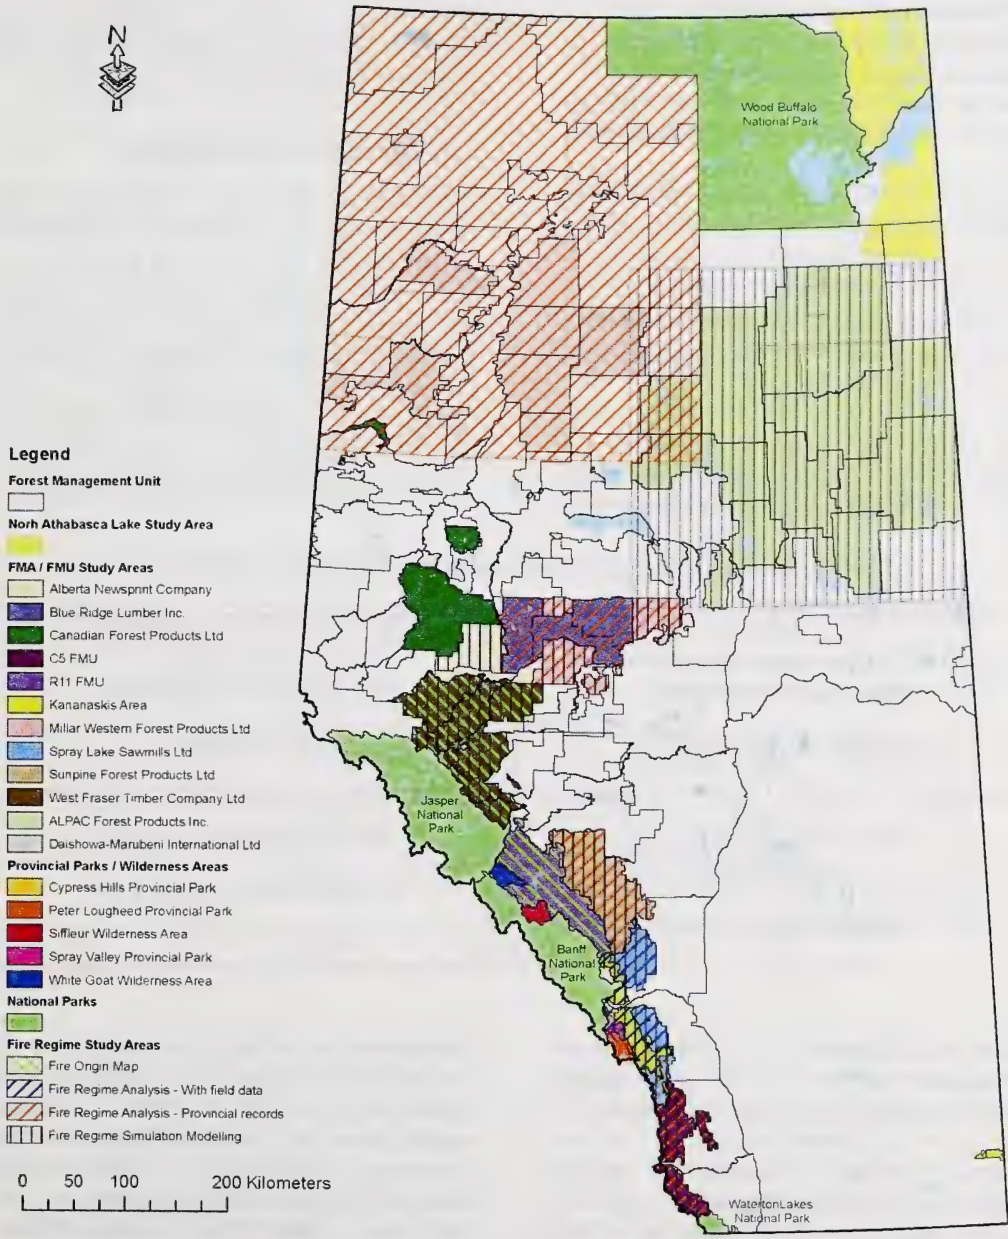 N
Wood Buffalo
National Park
Legend
Forest Management Unit
Norh Athabasca Lake Study Area
FMA / FMU Study Areas
Alberta Newsprint Company
Blue Ridge Lumber Inc.
Canadian Forest Products Ltd
C5 FMU
R11 FMU
Kananaskis Area
Millar Western Forest Products Ltd
Spray Lake Sawmills Ltd
Sunpine Forest Products Ltd
West Fraser Timber Company Ltd
ALPAC Forest Products Inc.
Daishowa-Marubeni International Ltd
Provincial Parks / Wilderness Areas
Cypress Hills Provincial Park
Peter Lougheed Provincial Park
Siffleur Wilderness Area
Spray Valley Provincial Park
White Goat Wilderness Area
National Parks
Fire Regime Study Areas
Fire Origin Map
Fire Regime Analysis - With field data
Fire Regime Analysis - Provincial records
Fire Regime Simulation Modelling
0 50 100 200 Kilometers
Jasper
National
Park
Banff
National
Park
WatertonLakes
National Park